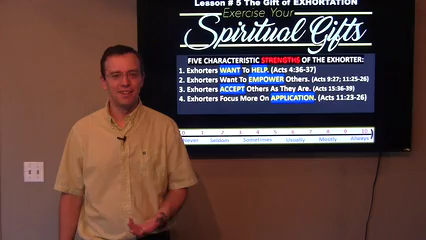 Lesson # 5 The Gift of EXHORTATION
Exercise Your
Spiritual Gifts
FIVE CHARACTERISTIC STRENGTHS OF THE EXHORTER:
1. Exhorters WANT To HELP. (Acts 4:36-37)
2. Exhorters Want To EMPOWER Others. (Acts 9:27; 11:25-26)
3. Exhorters ACCEPT Others As They Are. (Acts 15:36-39)
4. Exhorters Focus More On APPLICATION. (Acts 11:23-26)
0 1 2 3 4 5 6 7 8 9 10
Never Seldom Sometimes Usually Mostly Always